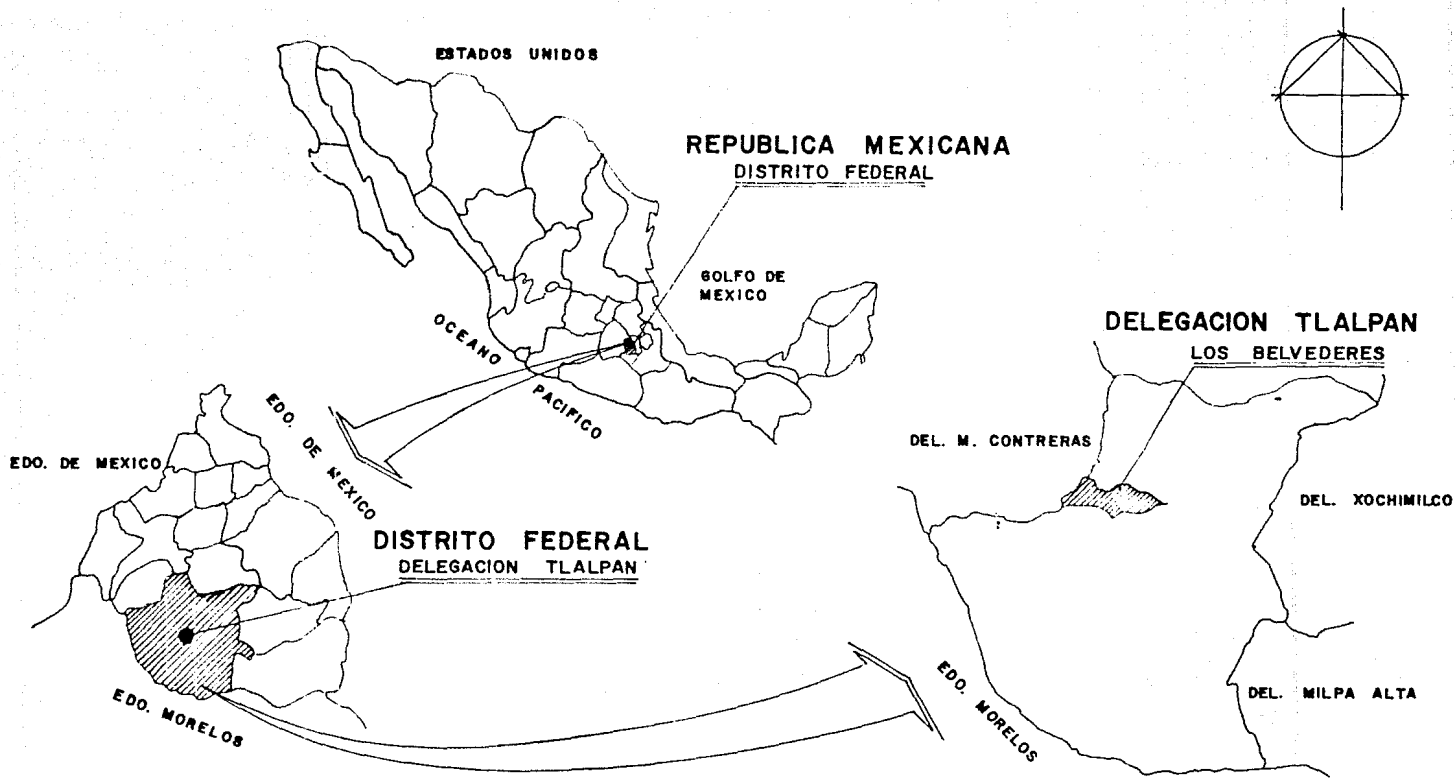 ESTADOS UNIDOS
REPUBLICA MEXICANA
DISTRITO FEDERAL
GOLFO DE
MEXICO
OCEANO
PACIFICO
DELEGACION TLALPAN
LOS BELVEDERES
DEL. M. CONTRERAS
DEL. XOCHIMILCO
DEL. MILPA ALTA
EDO. MORELOS
EDO. DE MEXICO
EDO. DE MEXICO
DISTRITO FEDERAL
DELEGACION TLALPAN
EDO. MORELOS